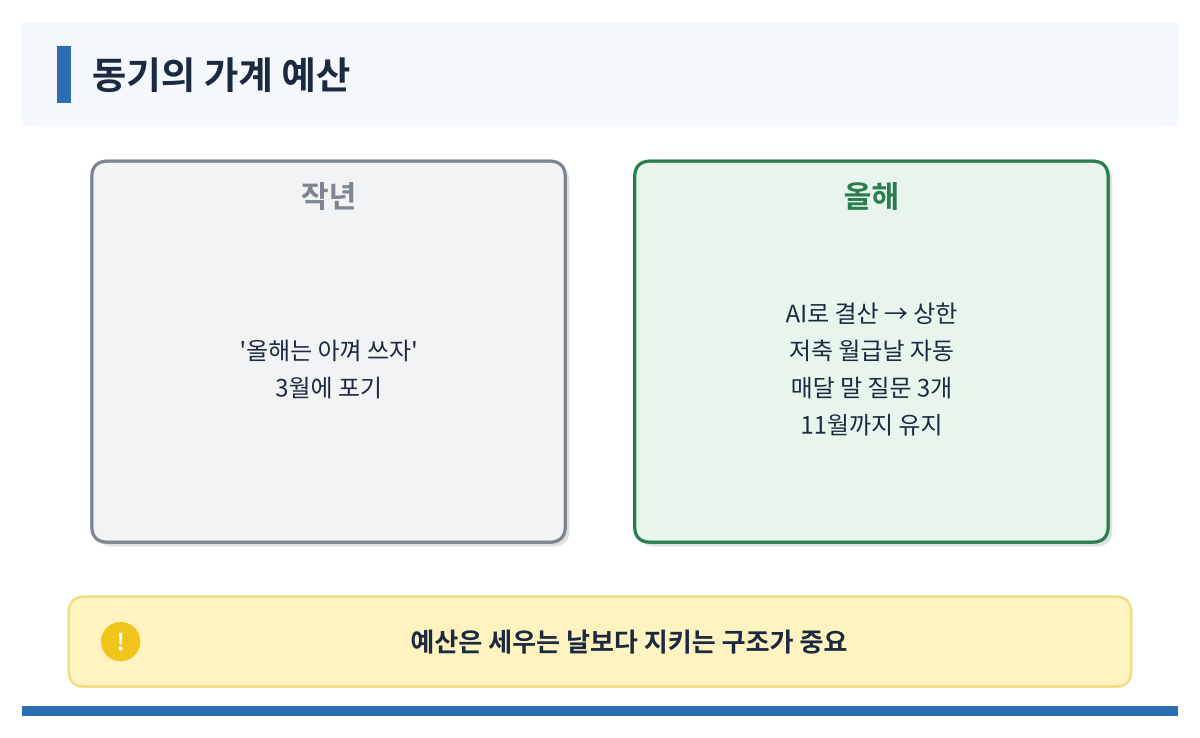 동기의 가계 예산
작년
'올해는 아껴 쓰자'
3월에 포기
올해
AI로 결산 → 상한
저축 월급날 자동
매달 말 질문 3개
11월까지 유지
!
예산은 세우는 날보다 지키는 구조가 중요